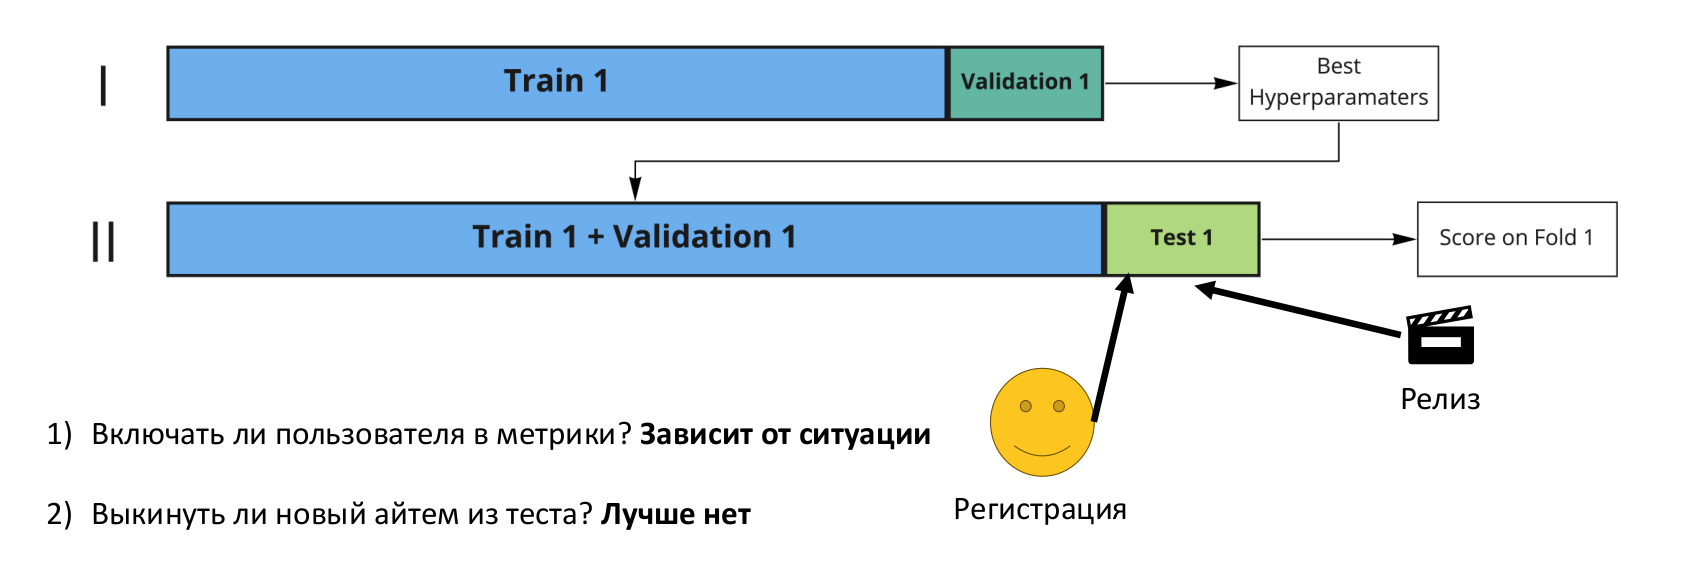 I
Train 1
Validation 1
Best
Hyperparamaters
II
Train 1 + Validation 1
Test 1
Score on Fold 1
Релиз
1) Включать ли пользователя в метрики? Зависит от ситуации
Регистрация
2) Выкинуть ли новый айтем из теста? Лучше нет